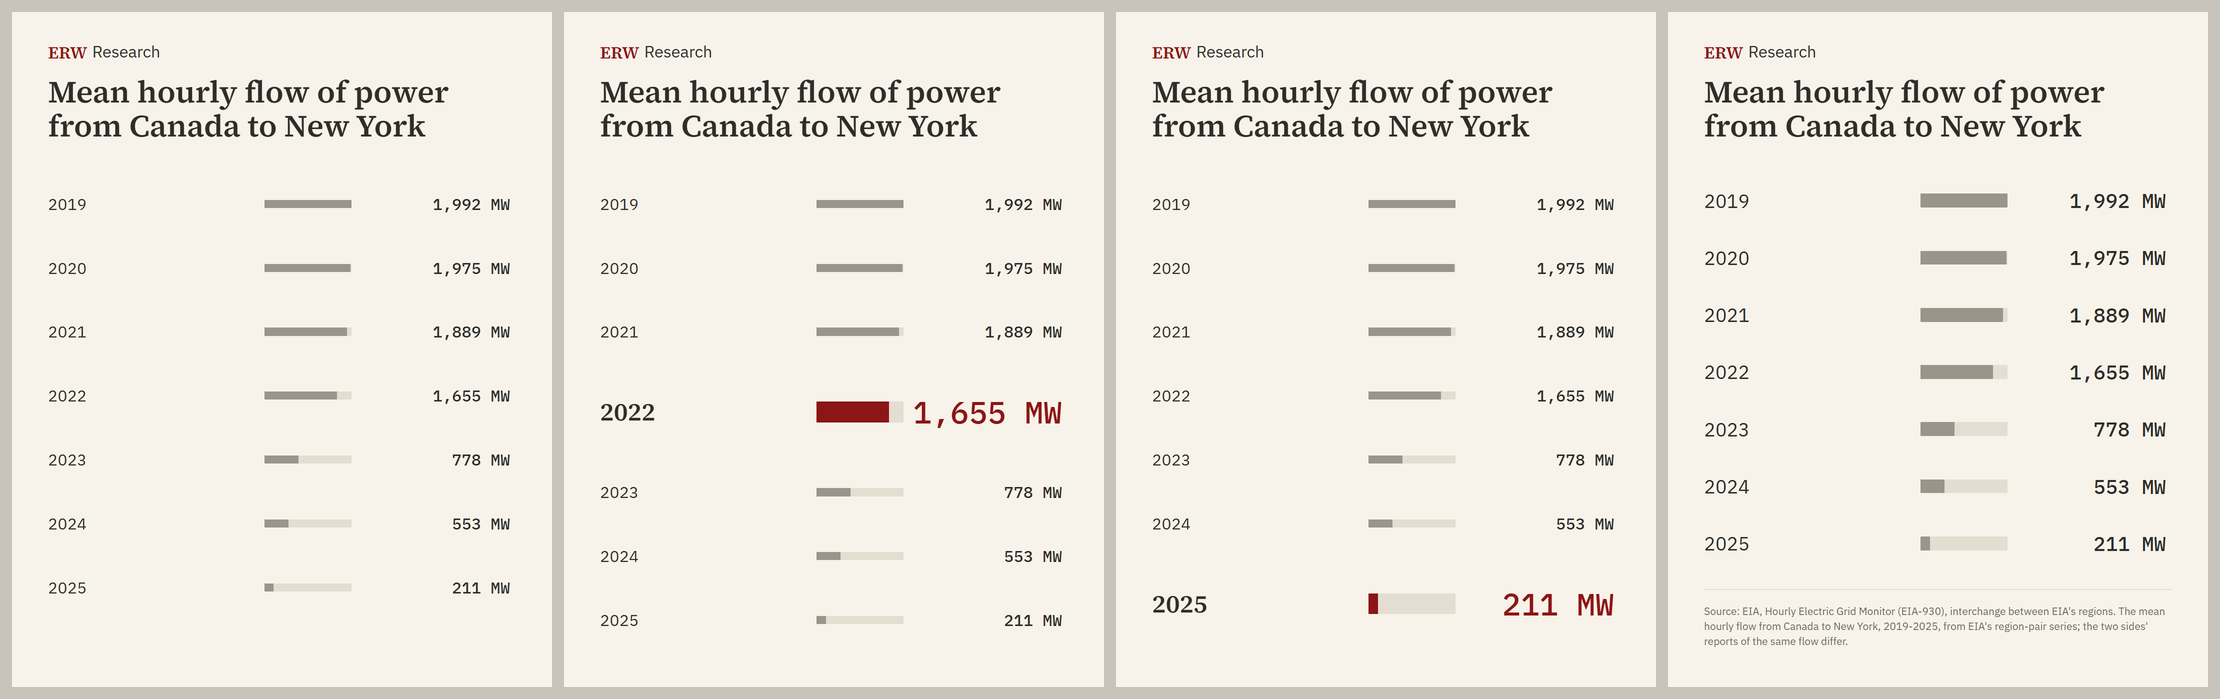 ERW Research
Mean hourly flow of power
from Canada to New York
2019 1,992 MW
2020 1,975 MW
2021 1,889 MW
2022 1,655 MW
2023 778 MW
2024 553 MW
2025 211 MW
ERW Research
Mean hourly flow of power
from Canada to New York
2019 1,992 MW
2020 1,975 MW
2021 1,889 MW
2022 1,655 MW
2023 778 MW
2024 553 MW
2025 211 MW
ERW Research
Mean hourly flow of power
from Canada to New York
2019 1,992 MW
2020 1,975 MW
2021 1,889 MW
2022 1,655 MW
2023 778 MW
2024 553 MW
2025 211 MW
ERW Research
Mean hourly flow of power
from Canada to New York
2019 1,992 MW
2020 1,975 MW
2021 1,889 MW
2022 1,655 MW
2023 778 MW
2024 553 MW
2025 211 MW
Source: EIA, Hourly Electric Grid Monitor (EIA-930), interchange between EIA's regions. The mean
hourly flow from Canada to New York, 2019-2025, from EIA's region-pair series; the two sides'
reports of the same flow differ.